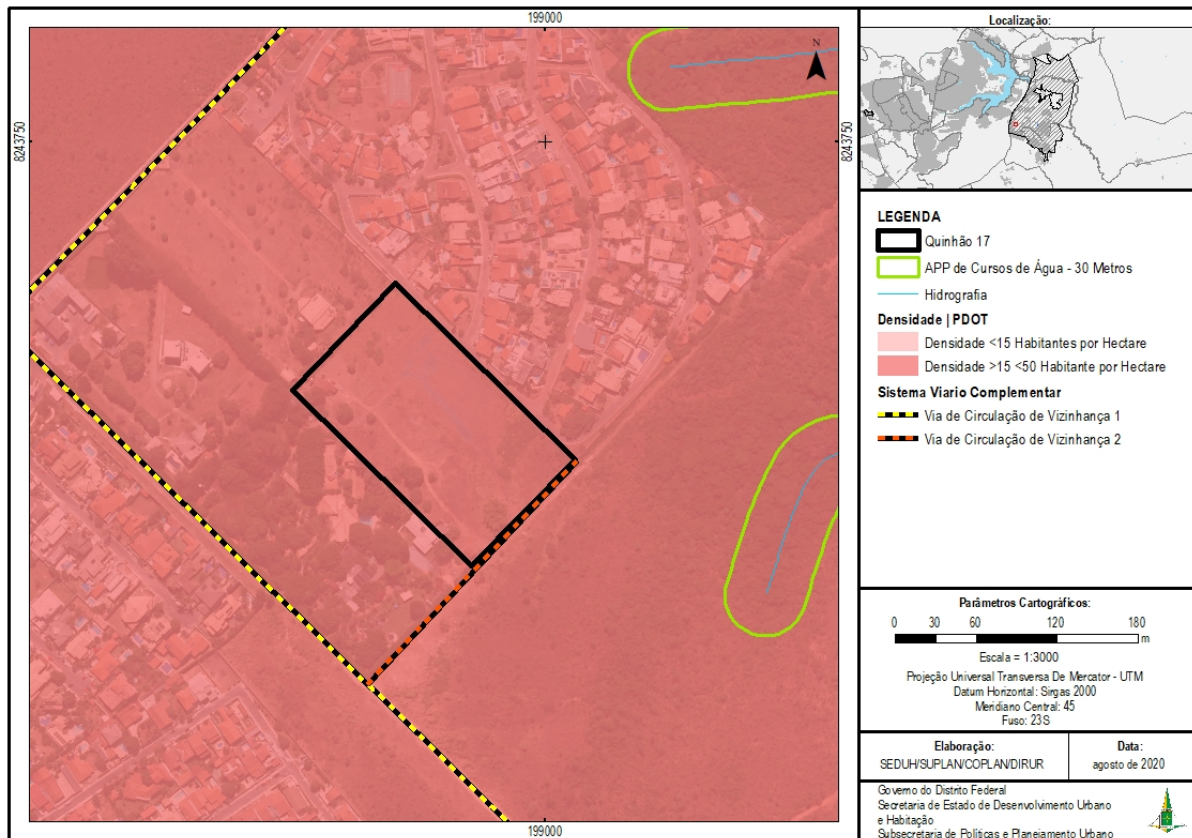 199000
8243750
8243750
N
199000
Localização:
LEGENDA
Quinhão 17
APP de Cursos de Água - 30 Metros
Hidrografia
Densidade | PDOT
Densidade <15 Habitantes por Hectare
Densidade >15 <50 Habitante por Hectare
Sistema Viario Complementar
Via de Circulação de Vizinhança 1
Via de Circulação de Vizinhança 2
Parâmetros Cartográficos:
0 30 60 120 180
m
Escala = 1:3000
Projeção Universal Transversa De Mercator - UTM
Datum Horizontal: Sirgas 2000
Meridiano Central: 45
Fuso: 23S
Elaboração:
SEDUH/SUPLAN/COPLAN/DIRUR
Data:
agosto de 2020
Governo do Distrito Federal
Secretaria de Estado de Desenvolvimento Urbano
e Habitação
Subsecretaria de Políticas e Planejamento Urbano